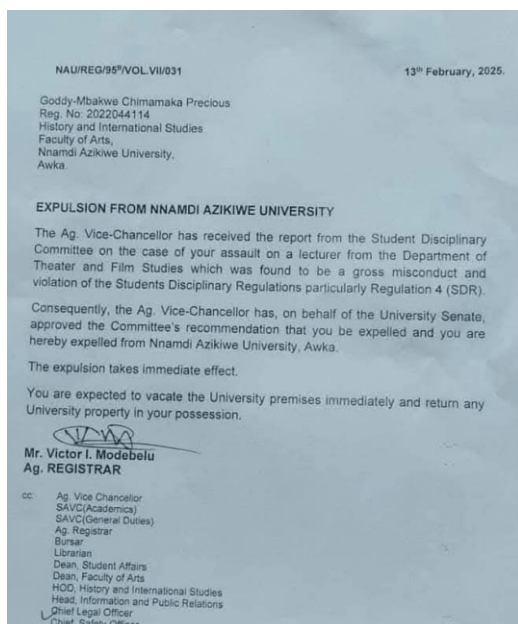 NAU/REG/95⁹/VOL.VII/031 13th February, 2025.
Goddy-Mbakwe Chimamaka Precious
Reg. No: 2022044114
History and International Studies
Faculty of Arts,
Nnamdi Azikiwe University,
Awka.
EXPULSION FROM NNAMDI AZIKIWE UNIVERSITY
The Ag. Vice-Chancellor has received the report from the Student Disciplinary
Committee on the case of your assault on a lecturer from the Department of
Theater and Film Studies which was found to be a gross misconduct and
violation of the Students Disciplinary Regulations particularly Regulation 4 (SDR).
Consequently, the Ag. Vice-Chancellor has, on behalf of the University Senate,
approved the Committee's recommendation that you be expelled and you are
hereby expelled from Nnamdi Azikiwe University, Awka.
The expulsion takes immediate effect.
You are expected to vacate the University premises immediately and return any
University property in your possession.
Mr. Victor I. Modebelu
Ag. REGISTRAR
cc: Ag. Vice Chancellor
SAVC(Academics)
SAVC(General Duties)
Ag. Registrar
Bursar
Librarian
Dean, Student Affairs
Dean, Faculty of Arts
HOD, History and International Studies
Head, Information and Public Relations
Chief Legal Officer
Chief Safety Officer